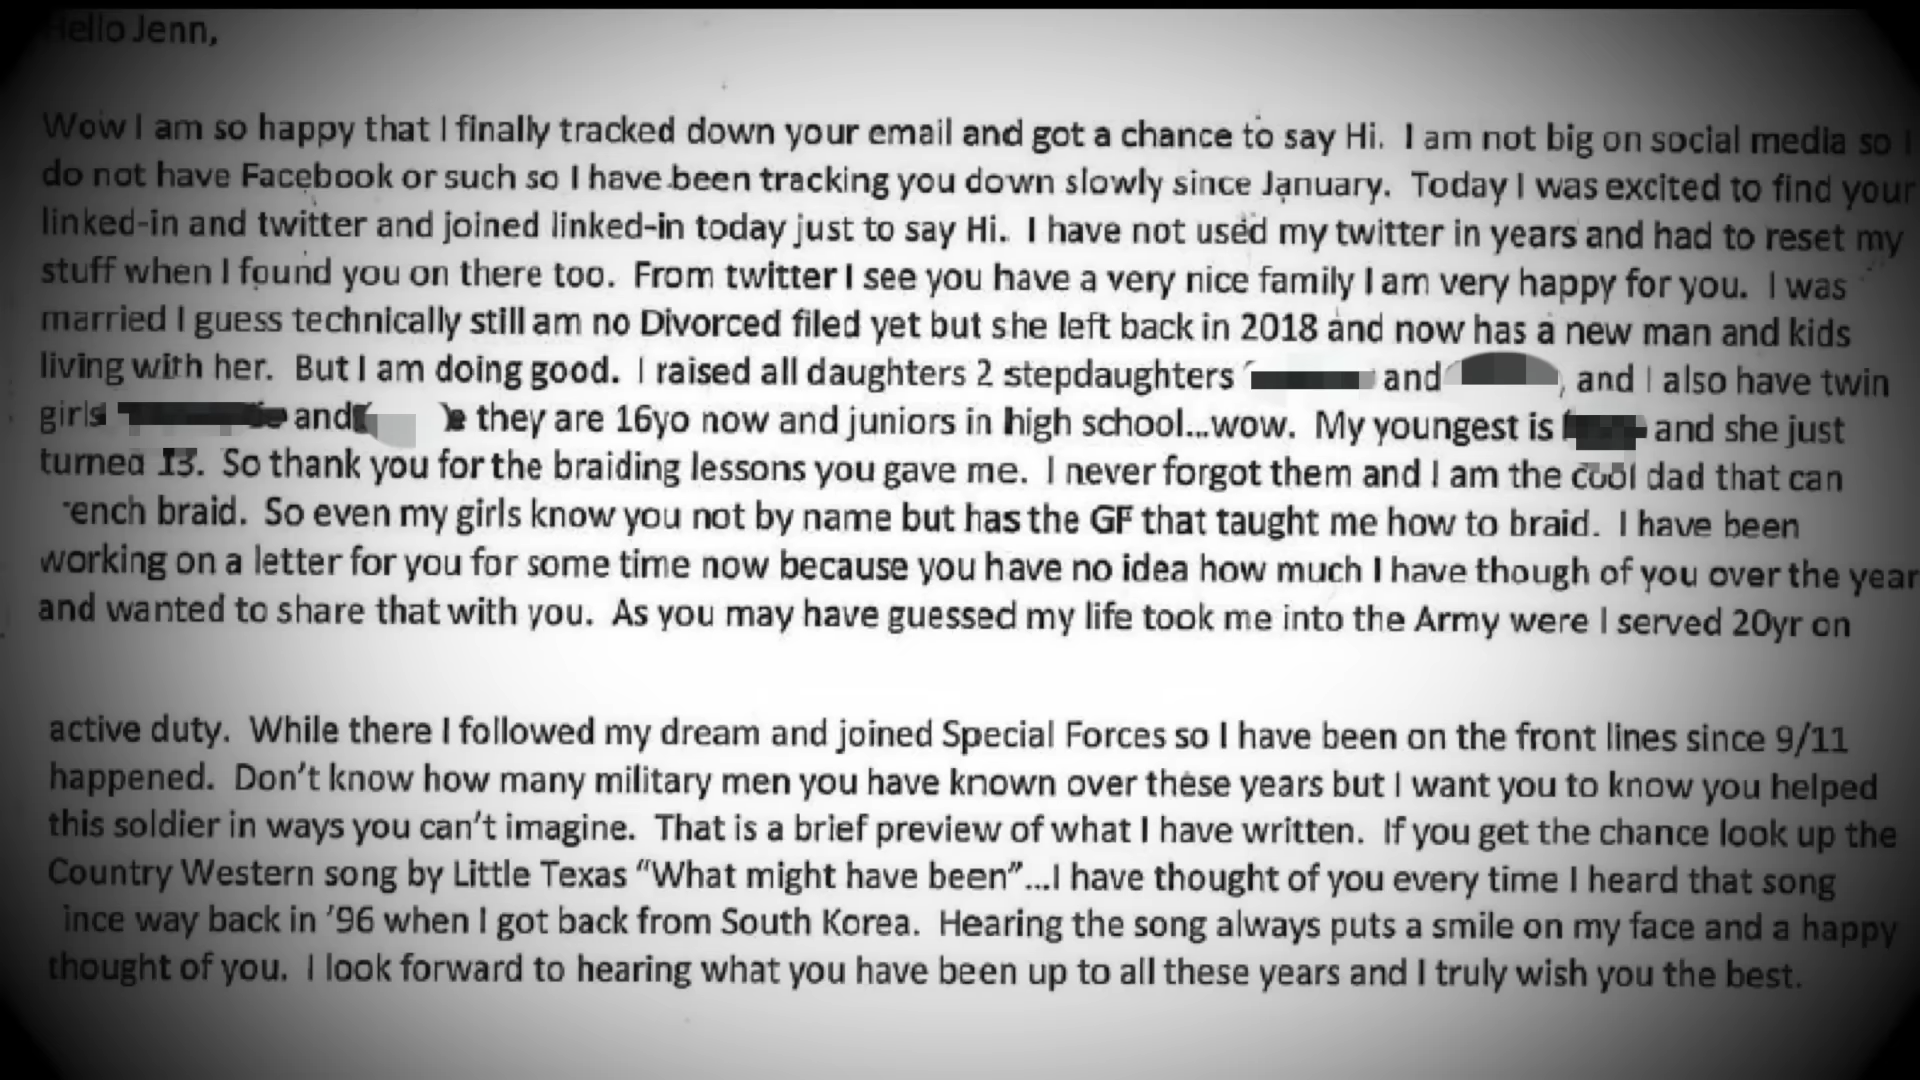 Hello Jenn,
Wow I am so happy that I finally tracked down your email and got a chance to say Hi. I am not big on social media so I
do not have Facebook or such so I have been tracking you down slowly since January. Today I was excited to find your
linked-in and twitter and joined linked-in today just to say Hi. I have not used my twitter in years and had to reset my
stuff when I found you on there too. From twitter I see you have a very nice family I am very happy for you. I was
married I guess technically still am no Divorced filed yet but she left back in 2018 and now has a new man and kids
living with her. But I am doing good. I raised all daughters 2 stepdaughters and , and I also have twin
girls and they are 16yo now and juniors in high school...wow. My youngest is and she just
turned 13. So thank you for the braiding lessons you gave me. I never forgot them and I am the cool dad that can
ench braid. So even my girls know you not by name but has the GF that taught me how to braid. I have been
working on a letter for you for some time now because you have no idea how much I have though of you over the year
and wanted to share that with you. As you may have guessed my life took me into the Army were I served 20yr on
active duty. While there I followed my dream and joined Special Forces so I have been on the front lines since 9/11
happened. Don't know how many military men you have known over these years but I want you to know you helped
this soldier in ways you can't imagine. That is a brief preview of what I have written. If you get the chance look up the
Country Western song by Little Texas "What might have been"...I have thought of you every time I heard that song
ince way back in '96 when I got back from South Korea. Hearing the song always puts a smile on my face and a happy
thought of you. I look forward to hearing what you have been up to all these years and I truly wish you the best.